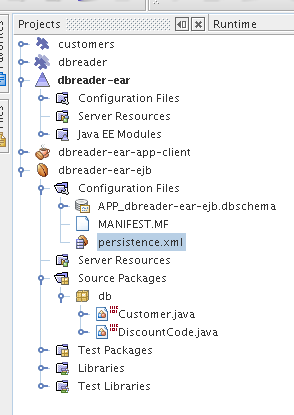 Projects
Runtime
Favorites
Files
customers
dbreader
dbreader-ear
Configuration Files
Server Resources
Java EE Modules
dbreader-ear-app-client
dbreader-ear-ejb
Configuration Files
APP_dbreader-ear-ejb.dbschema
MANIFEST.MF
persistence.xml
Server Resources
Source Packages
db
Customer.java
DiscountCode.java
Test Packages
Libraries
Test Libraries